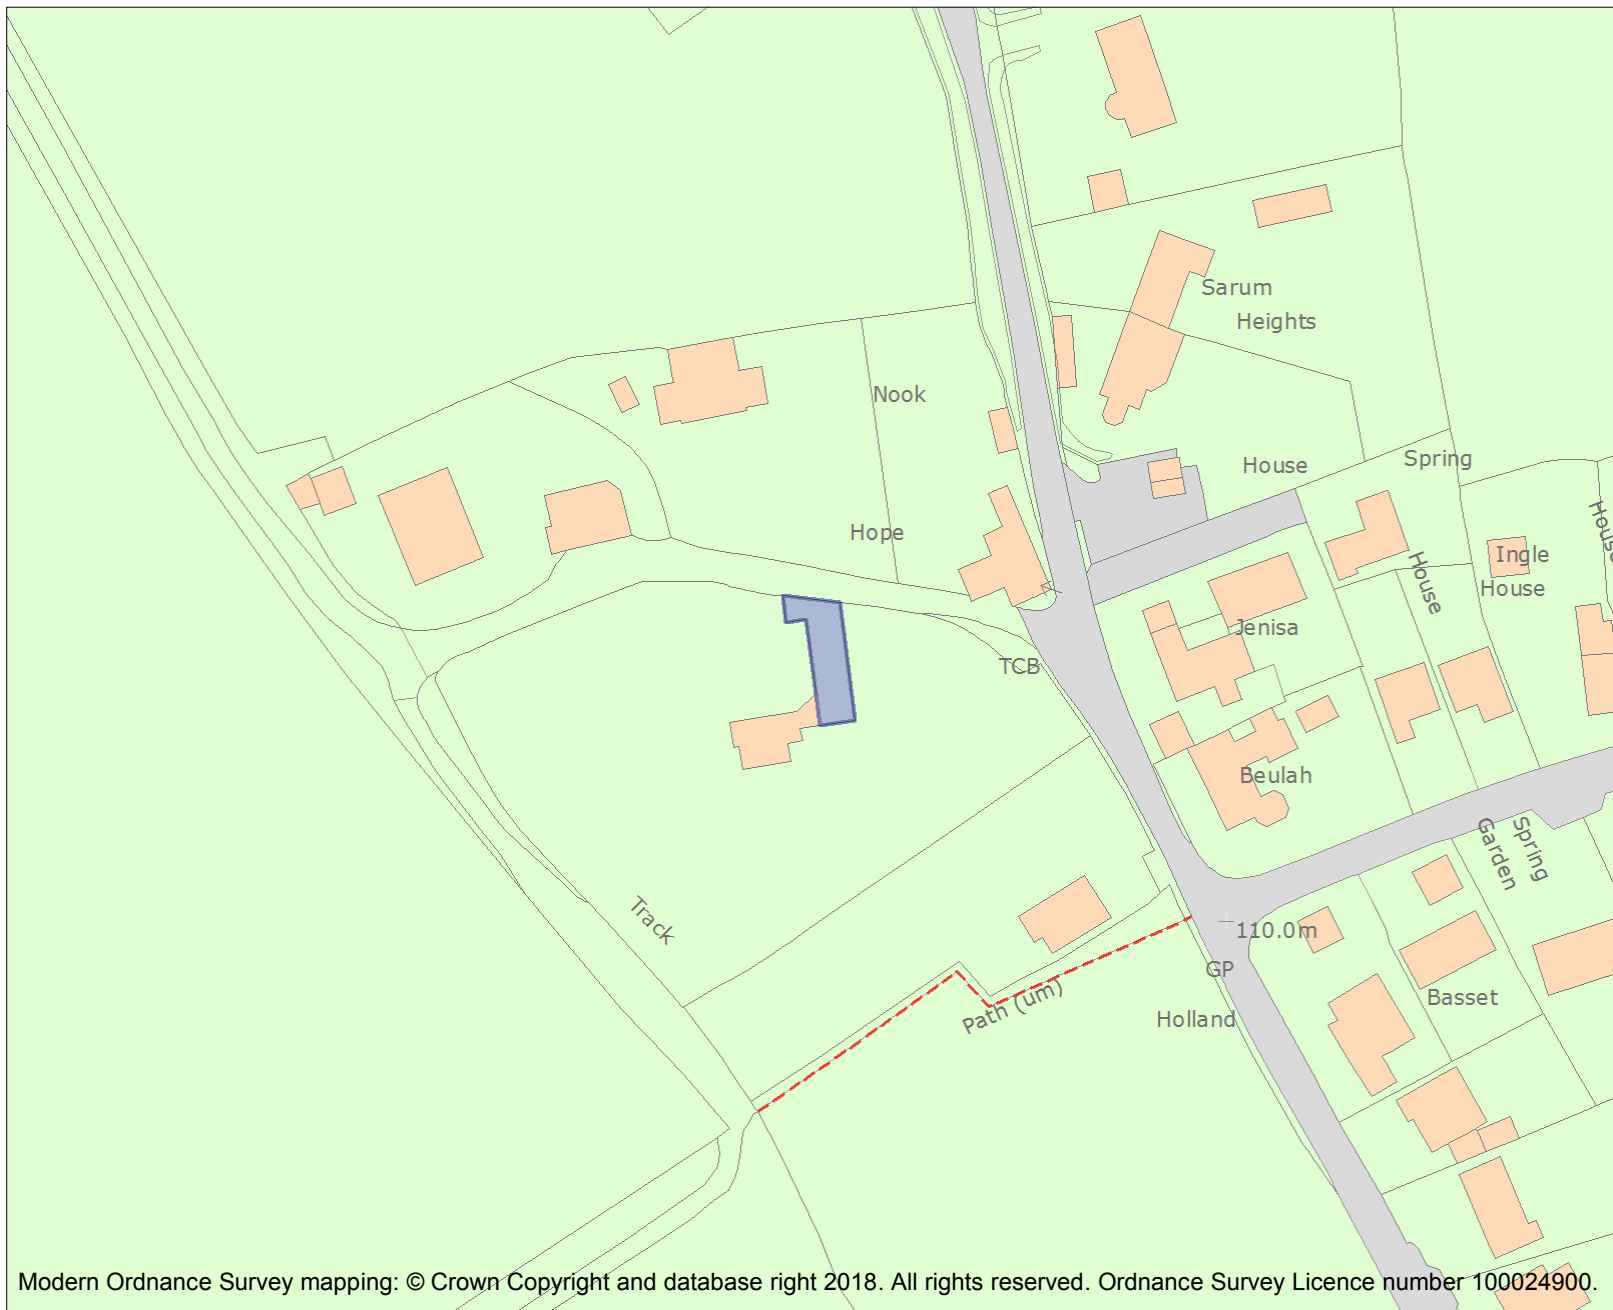 Sarum
Heights
Nook
House
Spring
Hope
House
Ingle
House
House
Jenisa
TCB
Beulah
Garden
Spring
Track
110.0m
GP
Basset
Path (um)
Holland
Modern Ordnance Survey mapping: © Crown Copyright and database right 2018. All rights reserved. Ordnance Survey Licence number 100024900.